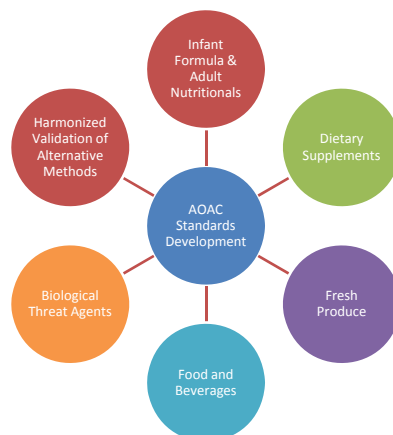 Infant
Formula &
Adult
Nutritionals
Harmonized
Validation of
Alternative
Methods
Dietary
Supplements
AOAC
Standards
Development
Biological
Threat Agents
Fresh
Produce
Food and
Beverages